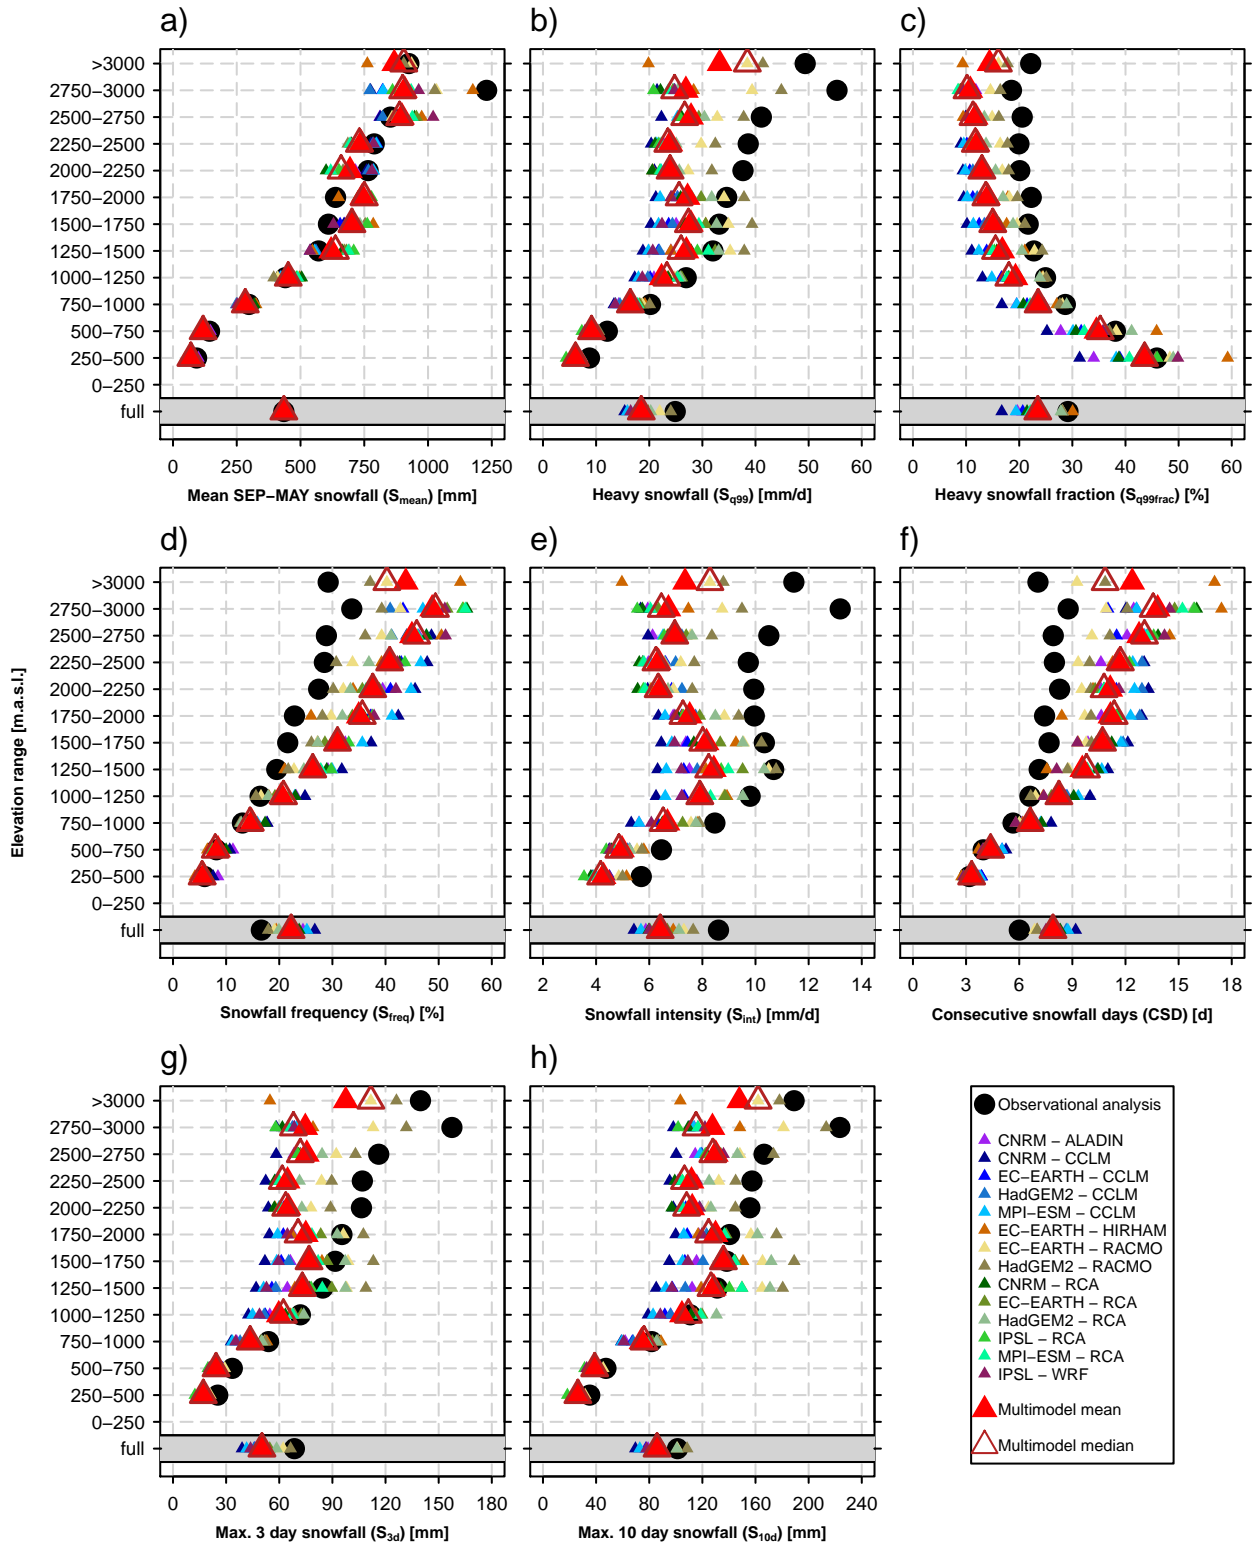 a)
b)
c)
>3000
2750−3000
2500−2750
2250−2500
2000−2250
1750−2000
1500−1750
1250−1500
1000−1250
750−1000
500−750
250−500
0−250
full
0 250 500 750 1000 1250
0 10 20 30 40 50 60
0 10 20 30 40 50 60
Mean SEP−MAY snowfall (Smean) [mm]
Heavy snowfall (Sq99) [mm/d]
Heavy snowfall fraction (Sq99frac) [%]
d)
e)
f)
Elevation range [m.a.s.l.]
>3000
2750−3000
2500−2750
2250−2500
2000−2250
1750−2000
1500−1750
1250−1500
1000−1250
750−1000
500−750
250−500
0−250
full
0 10 20 30 40 50 60
2 4 6 8 10 12 14
0 3 6 9 12 15 18
Snowfall frequency (Sfreq) [%]
Snowfall intensity (Sint) [mm/d]
Consecutive snowfall days (CSD) [d]
g)
h)
>3000
2750−3000
2500−2750
2250−2500
2000−2250
1750−2000
1500−1750
1250−1500
1000−1250
750−1000
500−750
250−500
0−250
full
0 30 60 90 120 150 180
0 40 80 120 160 200 240
Max. 3 day snowfall (S3d) [mm]
Max. 10 day snowfall (S10d) [mm]
Observational analysis
CNRM − ALADIN
CNRM − CCLM
EC−EARTH − CCLM
HadGEM2 − CCLM
MPI−ESM − CCLM
EC−EARTH − HIRHAM
EC−EARTH − RACMO
HadGEM2 − RACMO
CNRM − RCA
EC−EARTH − RCA
HadGEM2 − RCA
IPSL − RCA
MPI−ESM − RCA
IPSL − WRF
Multimodel mean
Multimodel median